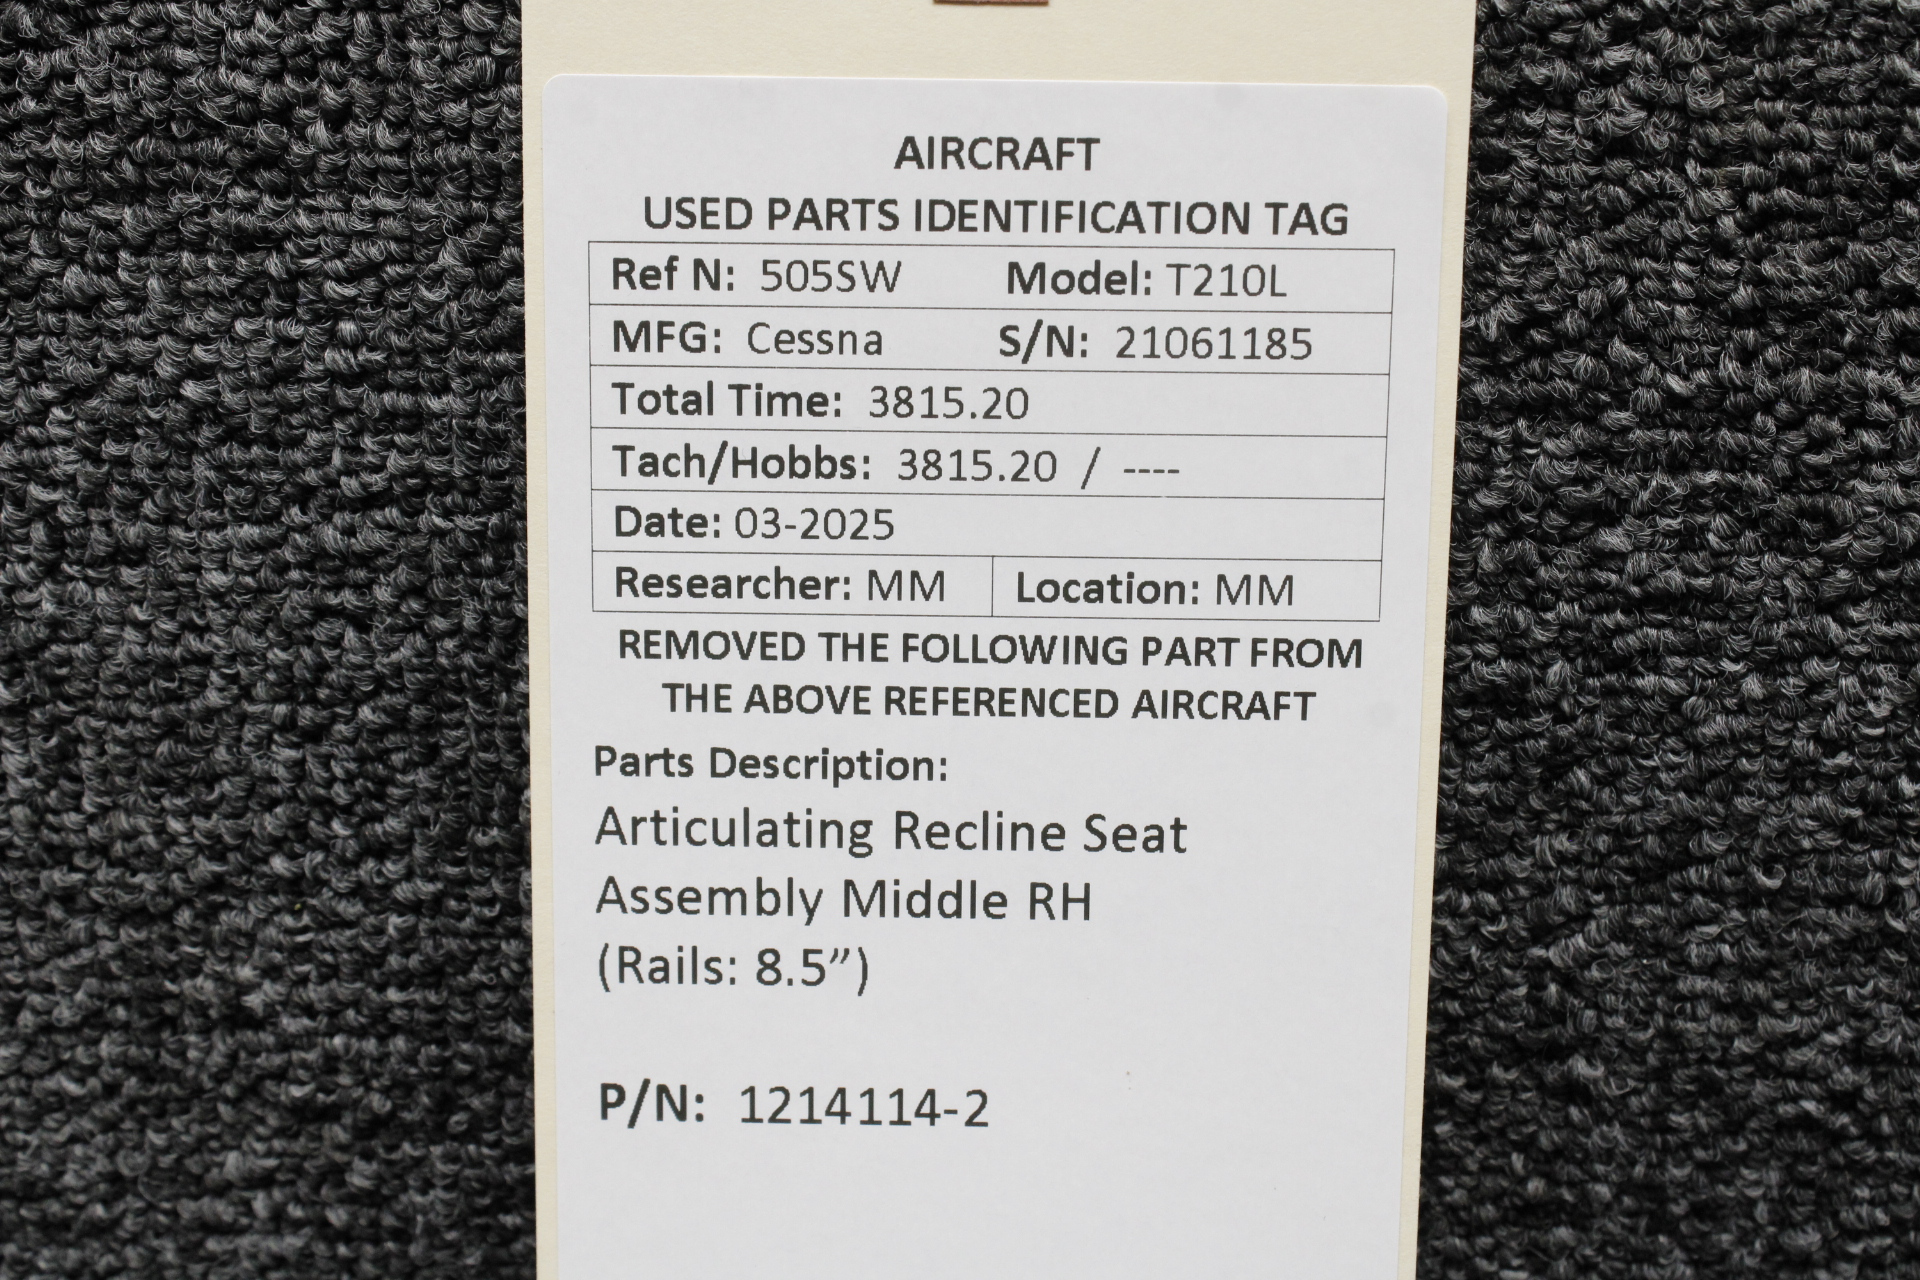 AIRCRAFT
USED PARTS IDENTIFICATION TAG
Ref N: 505SW Model: T210L
MFG: Cessna S/N: 21061185
Total Time: 3815.20
Tach/Hobbs: 3815.20 / ----
Date: 03-2025
Researcher: MM Location: MM
REMOVED THE FOLLOWING PART FROM
THE ABOVE REFERENCED AIRCRAFT
Parts Description:
Articulating Recline Seat
Assembly Middle RH
(Rails: 8.5”)
P/N: 1214114-2